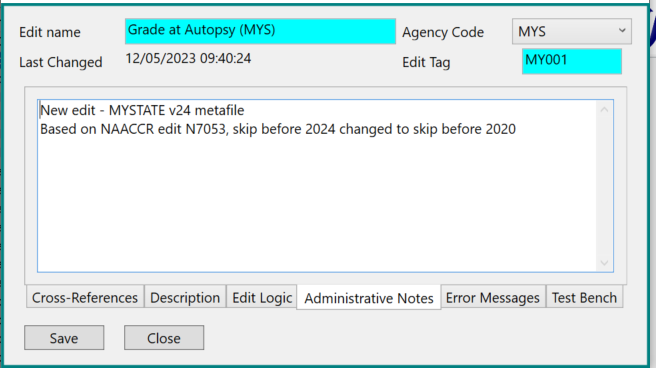 Edit name
Grade at Autopsy (MYS)
Agency Code
MYS
Last Changed
12/05/2023 09:40:24
Edit Tag
MY001
New edit - MYSTATE v24 metafile
Based on NAACCR edit N7053, skip before 2024 changed to skip before 2020
Cross-References
Description
Edit Logic
Administrative Notes
Error Messages
Test Bench
Save
Close